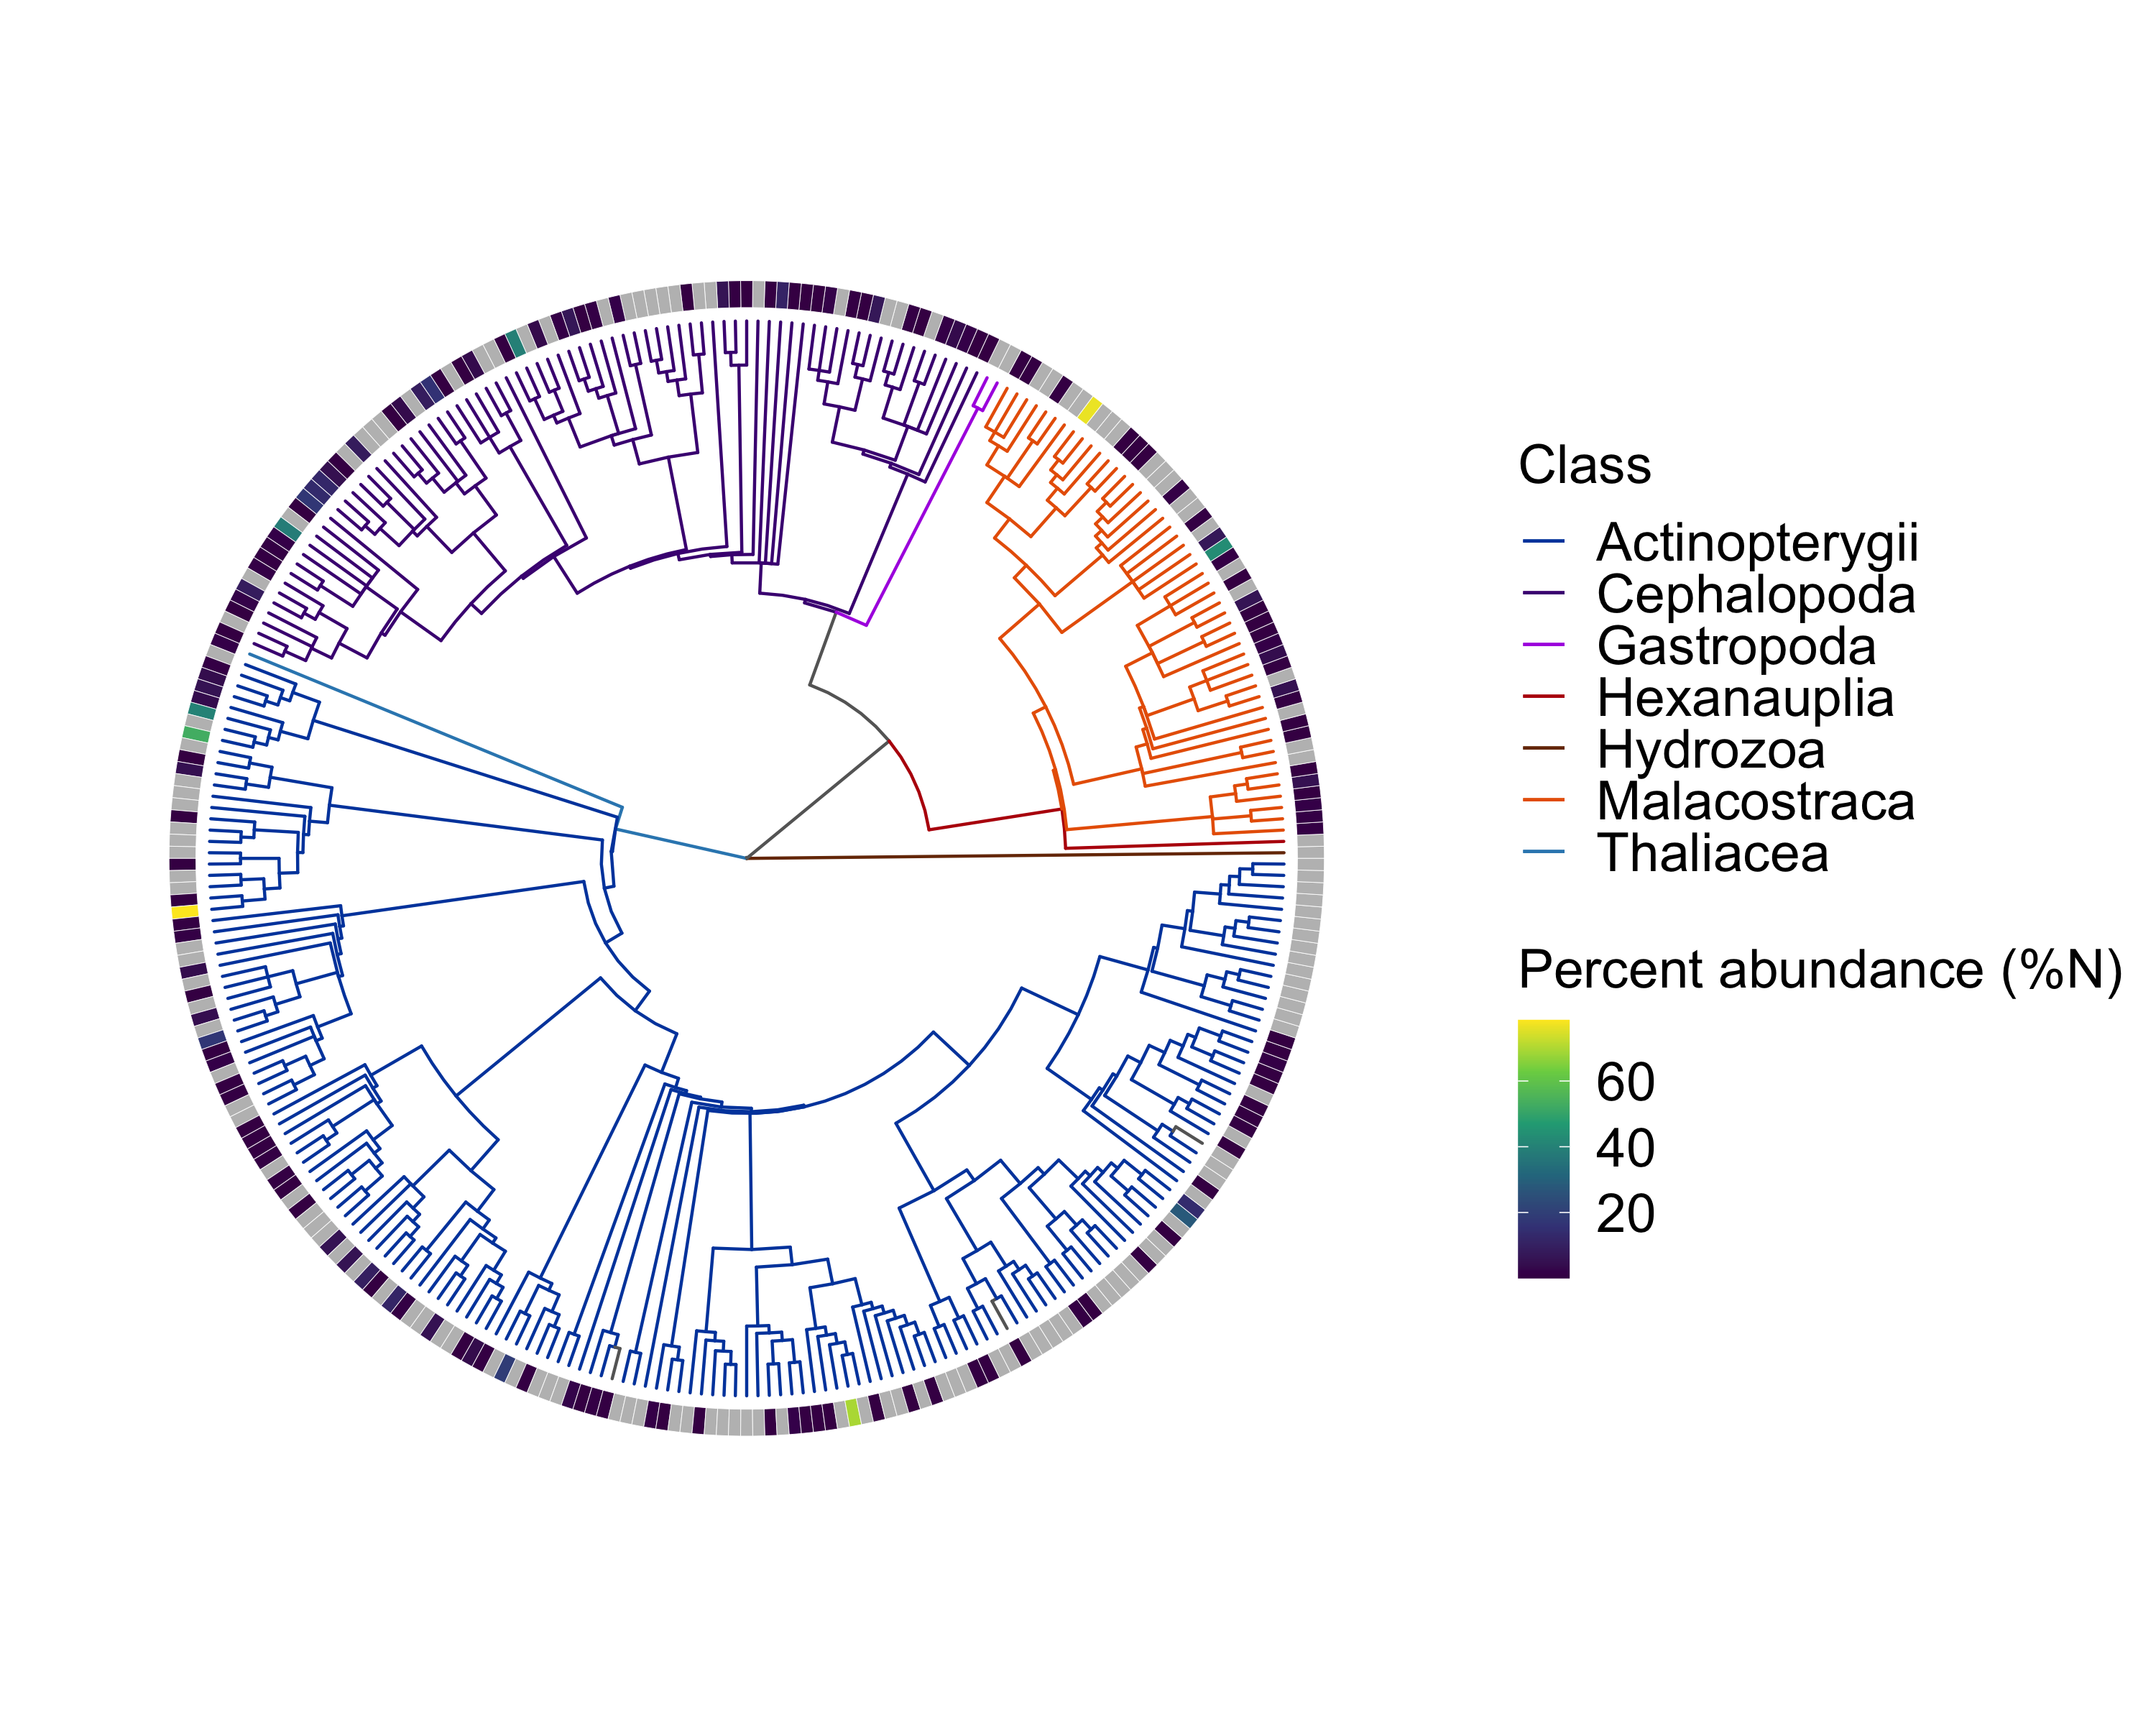 Class
Actinopterygii
Cephalopoda
Gastropoda
Hexanauplia
Hydrozoa
Malacostraca
Thaliacea
Percent abundance (%N)
60
40
20